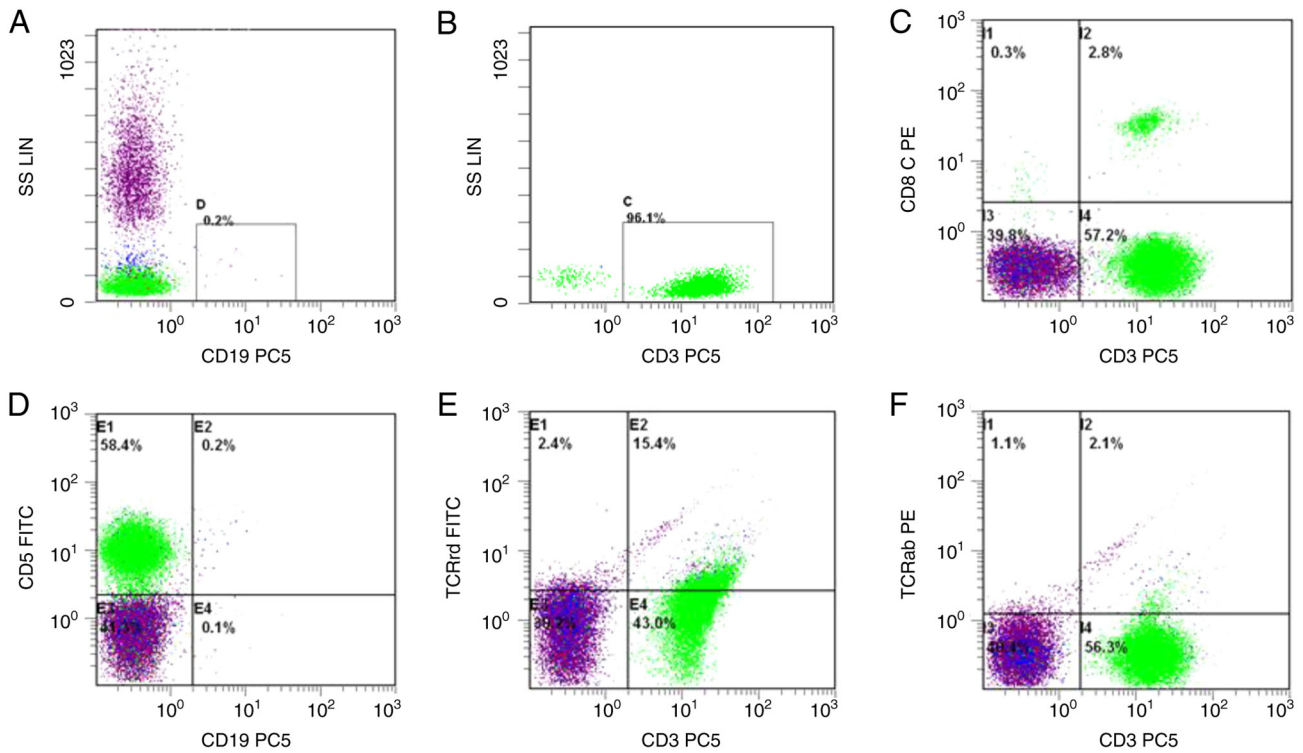 A
1023
SS LIN
0
D
0.2%
10^0 10^1 10^2 10^3
CD19 PC5
B
1023
SS LIN
0
C
96.1%
10^0 10^1 10^2 10^3
CD3 PC5
C
10^3
10^2
10^1
10^0
CD8 C PE
I1
0.3%
I2
2.8%
I3
39.8%
I4
57.2%
10^0 10^1 10^2 10^3
CD3 PC5
D
10^3
10^2
10^1
10^0
CD5 FITC
E1
58.4%
E2
0.2%
E3
E4
0.1%
10^0 10^1 10^2 10^3
CD19 PC5
E
10^3
10^2
10^1
10^0
TCRrd FITC
E1
2.4%
E2
15.4%
E4
43.0%
10^0 10^1 10^2 10^3
CD3 PC5
F
10^3
10^2
10^1
10^0
TCRab PE
I1
1.1%
I2
2.1%
I3
I4
56.3%
10^0 10^1 10^2 10^3
CD3 PC5